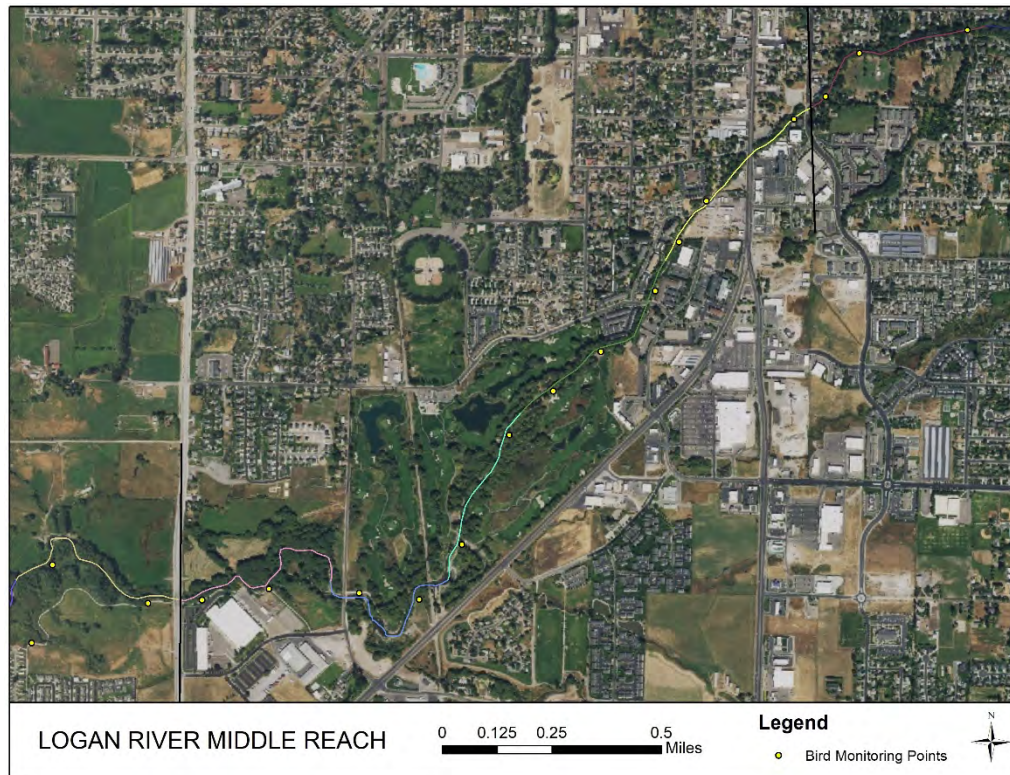 LOGAN RIVER MIDDLE REACH
0 0.125 0.25 0.5
Miles
Legend
Bird Monitoring Points
N